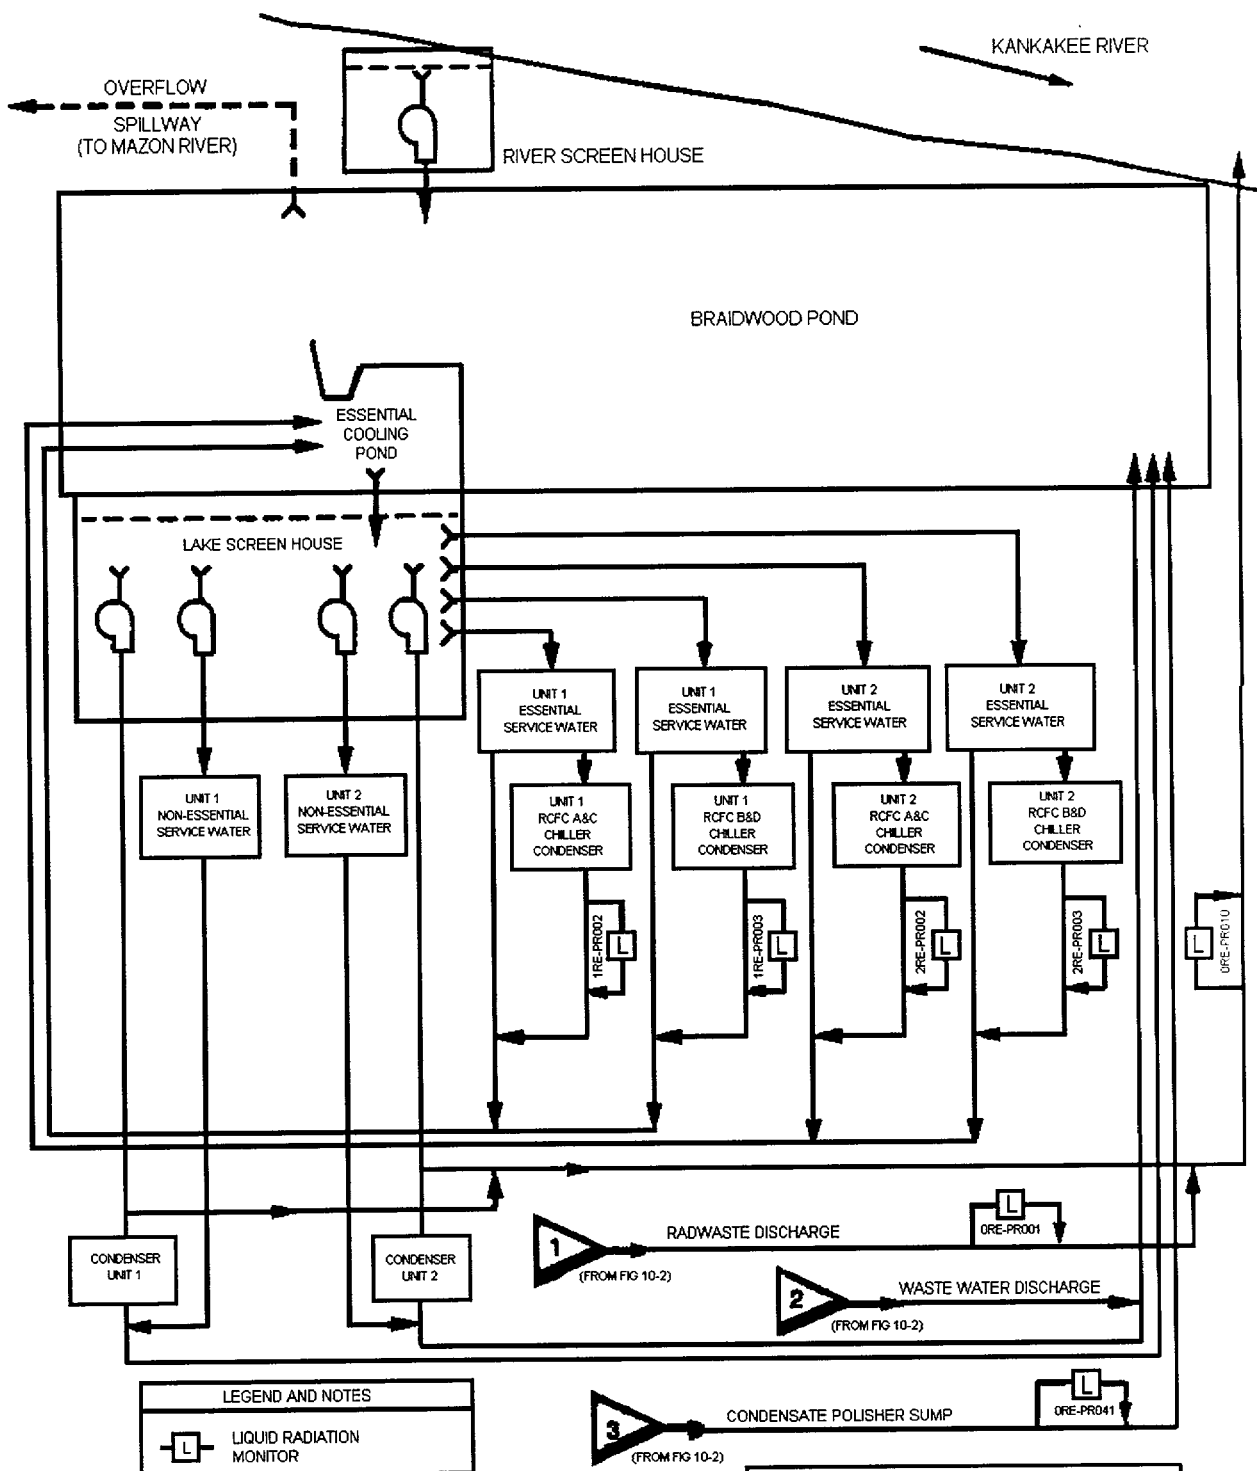 KANKAKEE RIVER
OVERFLOW
SPILLWAY
(TO MAZON RIVER)
RIVER SCREEN HOUSE
BRAIDWOOD POND
ESSENTIAL
COOLING
POND
LAKE SCREEN HOUSE
UNIT 1
ESSENTIAL
SERVICE WATER
UNIT 1
ESSENTIAL
SERVICE WATER
UNIT 2
ESSENTIAL
SERVICE WATER
UNIT 2
ESSENTIAL
SERVICE WATER
UNIT 1
NON-ESSENTIAL
SERVICE WATER
UNIT 2
NON-ESSENTIAL
SERVICE WATER
UNIT 1
RCFC A&C
CHILLER
CONDENSER
UNIT 1
RCFC B&D
CHILLER
CONDENSER
UNIT 2
RCFC A&C
CHILLER
CONDENSER
UNIT 2
RCFC B&D
CHILLER
CONDENSER
1RE-PR002
L
1RE-PR003
L
2RE-PR002
L
2RE-PR003
L
L
0RE-PR010
CONDENSER
UNIT 1
CONDENSER
UNIT 2
1
(FROM FIG 10-2)
RADWASTE DISCHARGE
L
0RE-PR001
2
(FROM FIG 10-2)
WASTE WATER DISCHARGE
3
(FROM FIG 10-2)
CONDENSATE POLISHER SUMP
L
0RE-PR041
LEGEND AND NOTES
L
LIQUID RADIATION
MONITOR